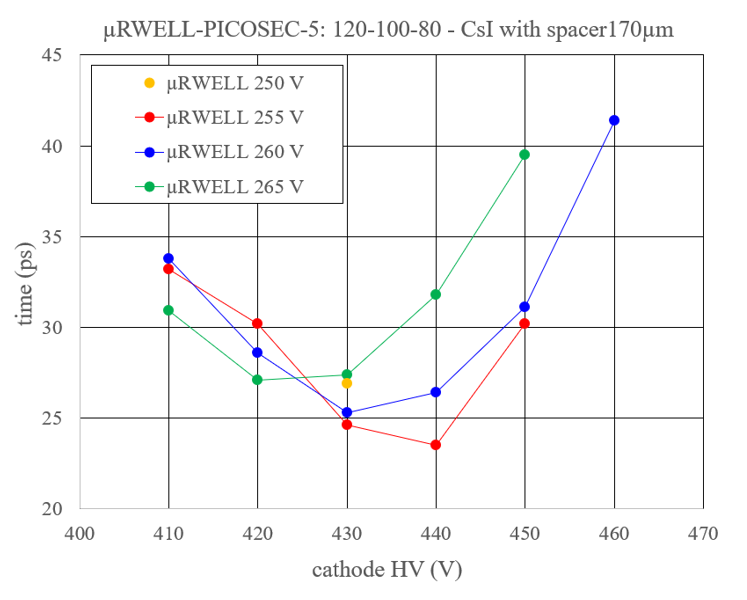 µRWELL-PICOSEC-5: 120-100-80 - CsI with spacer170µm
45
40
35
30
25
20
time (ps)
µRWELL 250 V
µRWELL 255 V
µRWELL 260 V
µRWELL 265 V
400 410 420 430 440 450 460 470
cathode HV (V)